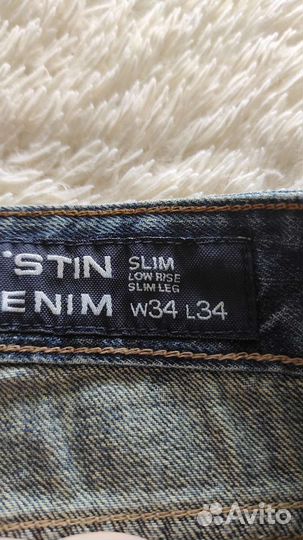 STIN
ENIM
SLIM
LOW RISE
SLIM LEG
W34 L34
Avito